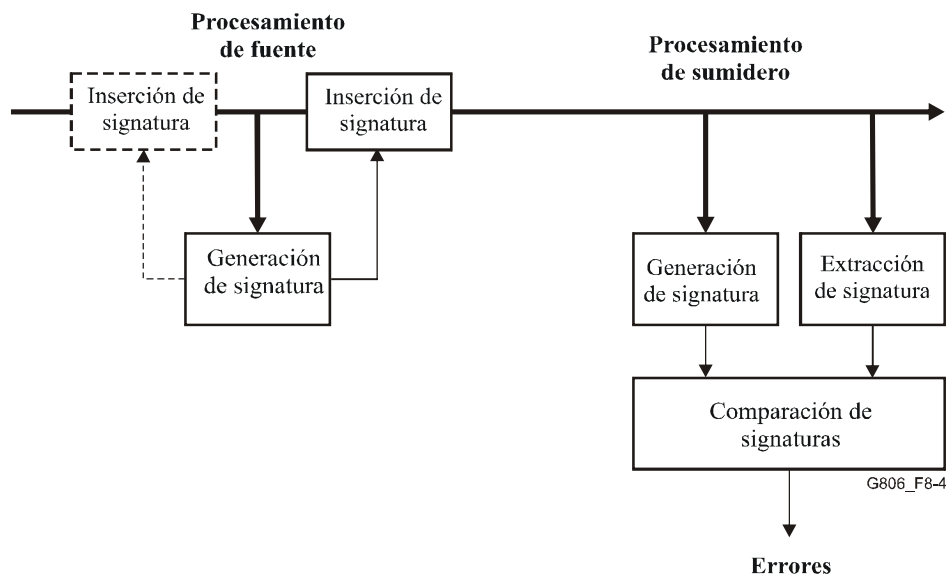 Procesamiento
de fuente
Procesamiento
de sumidero
Inserción de
signatura
Inserción de
signatura
Generación
de signatura
Generación
de signatura
Extracción
de signatura
Comparación de
signaturas
G806_F8-4
Errores